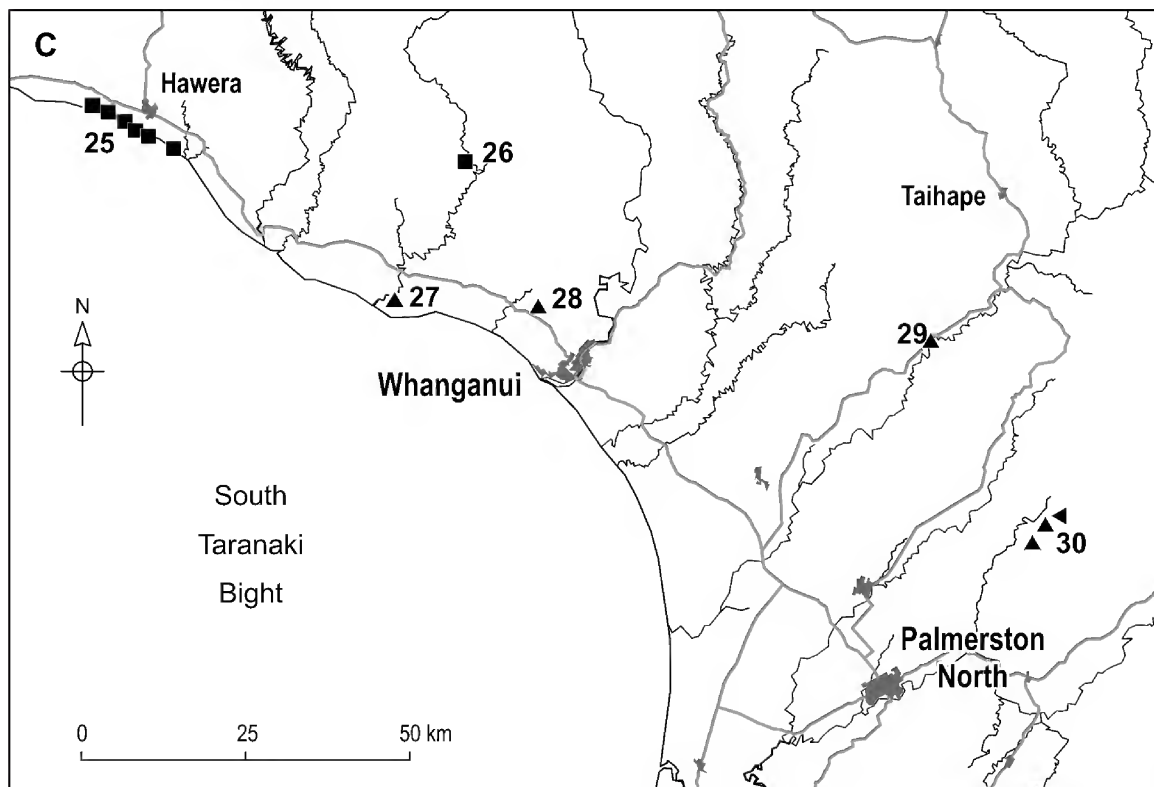 C
Hawera
25
26
Taihape
27
28
29
N
Whanganui
South
Taranaki
Bight
30
Palmerston
North
0 25 50 km